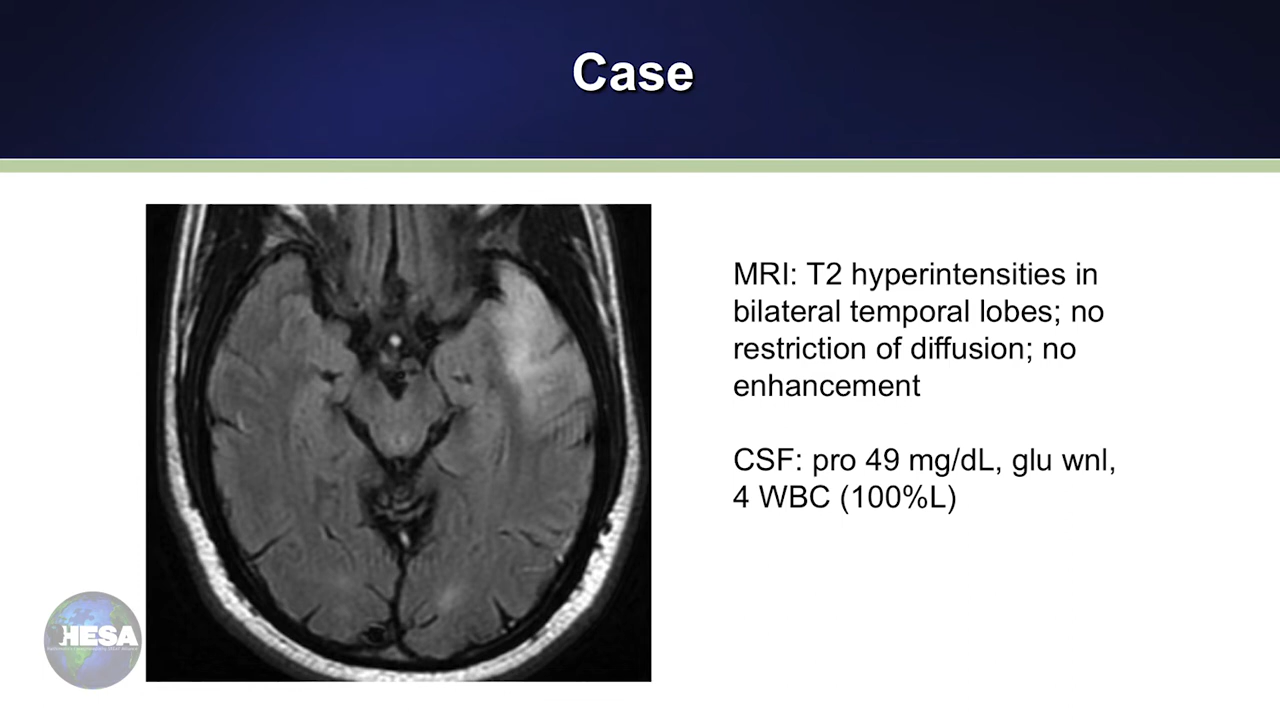 Case
MRI: T2 hyperintensities in
bilateral temporal lobes; no
restriction of diffusion; no
enhancement
CSF: pro 49 mg/dL, glu wnl,
4 WBC (100%L)
HESA